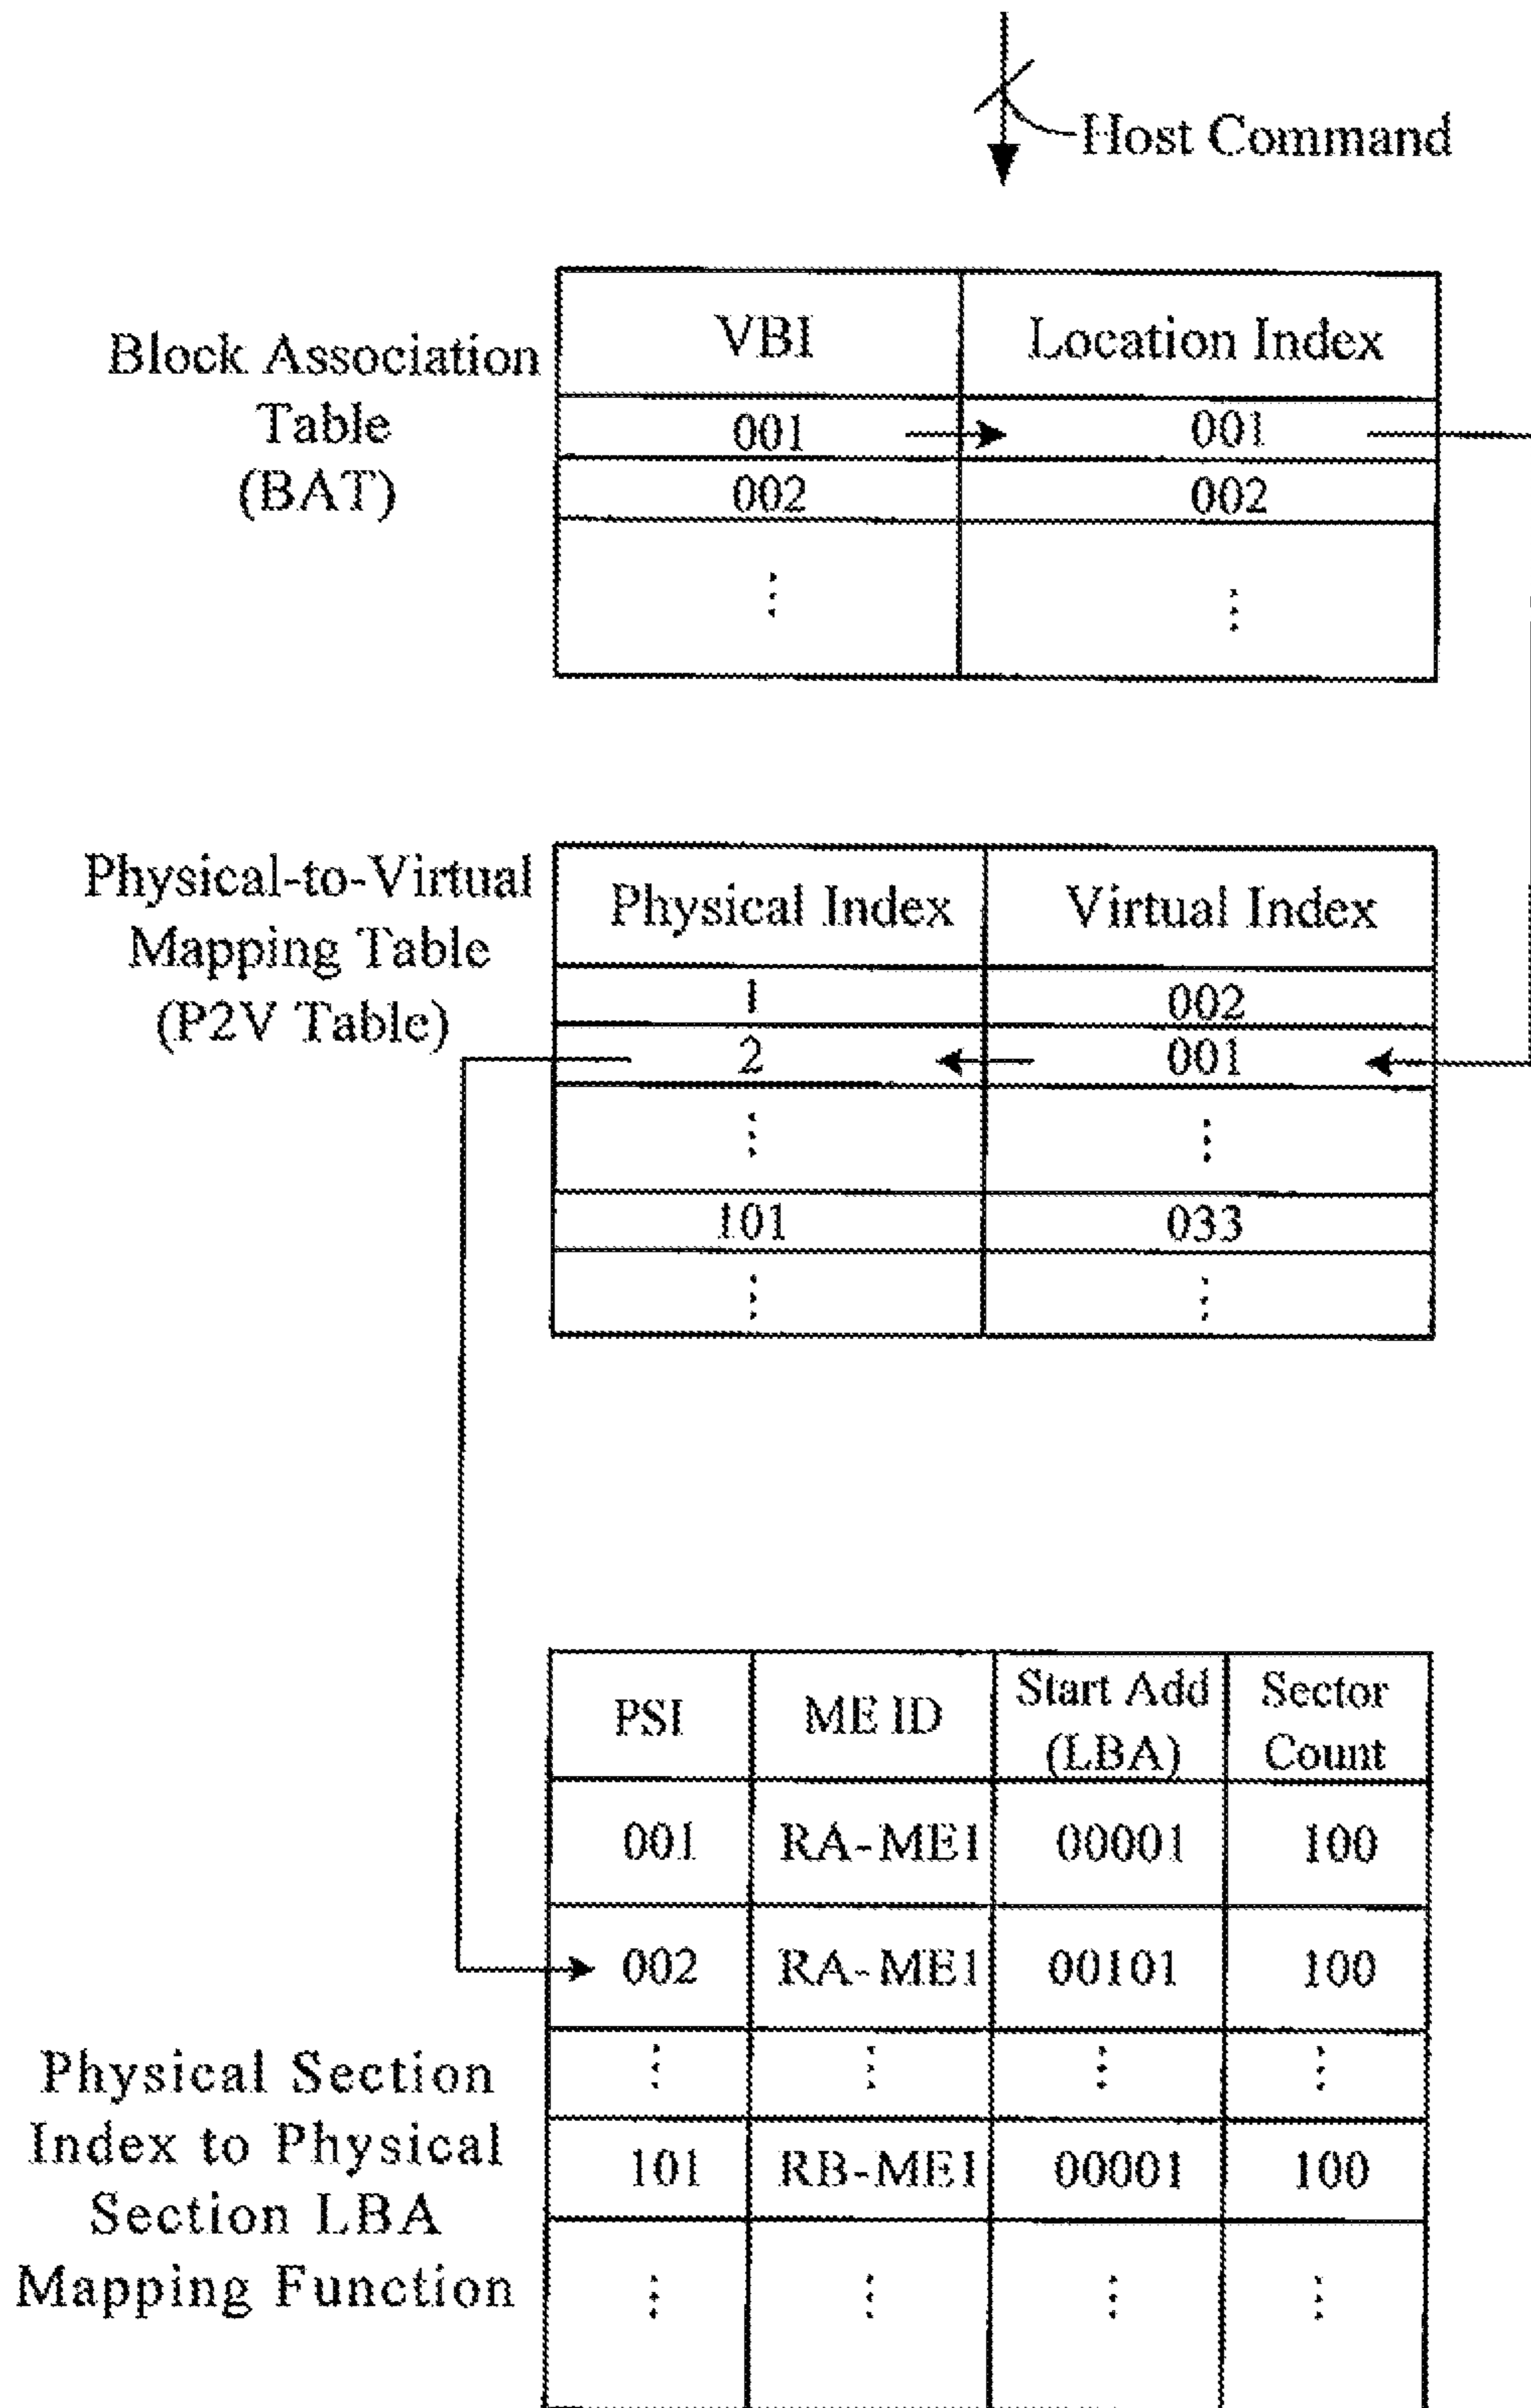 Host Command
Block Association
Table
(BAT)
VBI Location Index
001 001
002 002
Physical-to-Virtual
Mapping Table
(P2V Table)
Physical Index Virtual Index
1 002
2 001
101 033
Physical Section
Index to Physical
Section LBA
Mapping Function
PSI ME ID Start Add (LBA) Sector Count
001 RA-ME1 00001 100
002 RA-ME1 00101 100
101 RB-ME1 00001 100